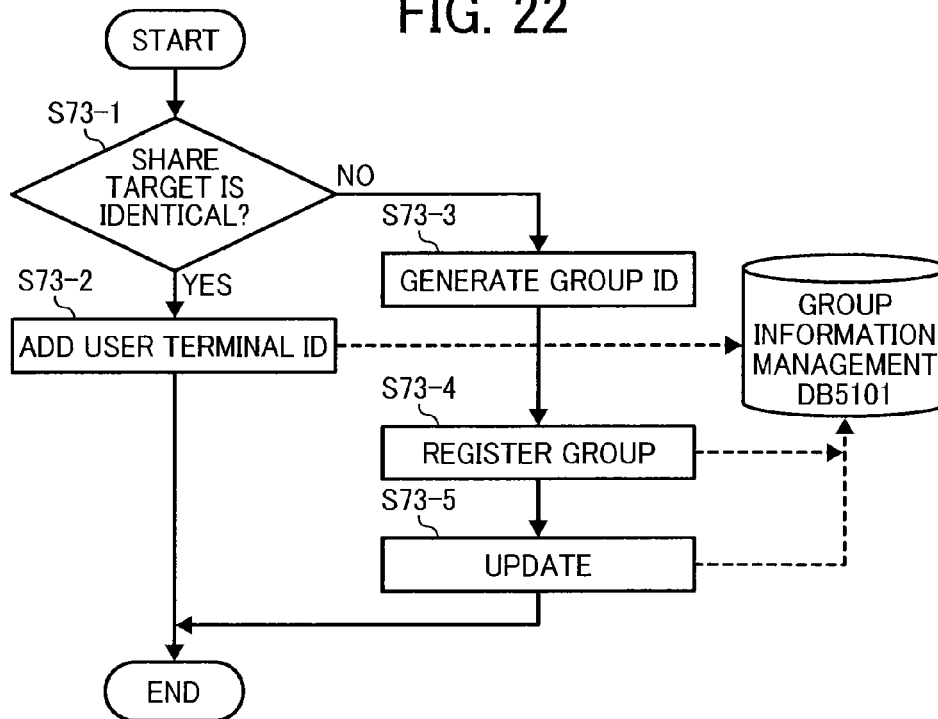 FIG. 22
START
S73-1
SHARE
TARGET IS
IDENTICAL?
NO
YES
S73-2
ADD USER TERMINAL ID
S73-3
GENERATE GROUP ID
S73-4
REGISTER GROUP
S73-5
UPDATE
GROUP
INFORMATION
MANAGEMENT
DB5101
END